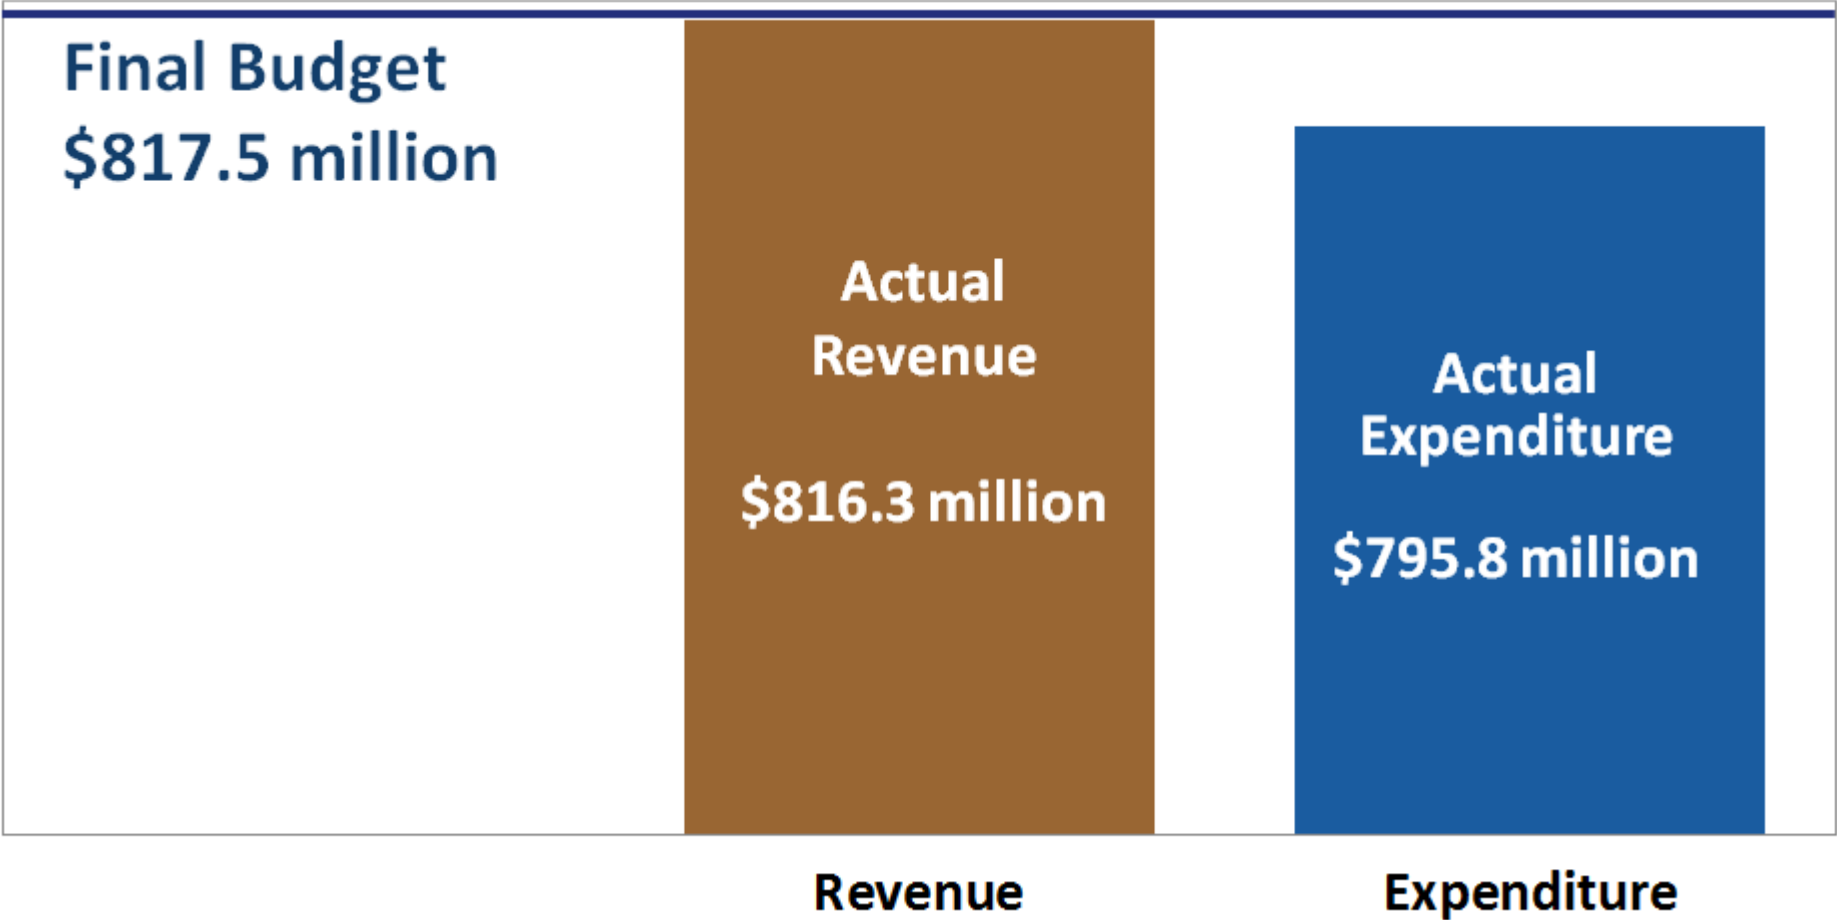 Final Budget
$817.5 million
Actual
Revenue
$816.3 million
Actual
Expenditure
$795.8 million
Revenue
Expenditure